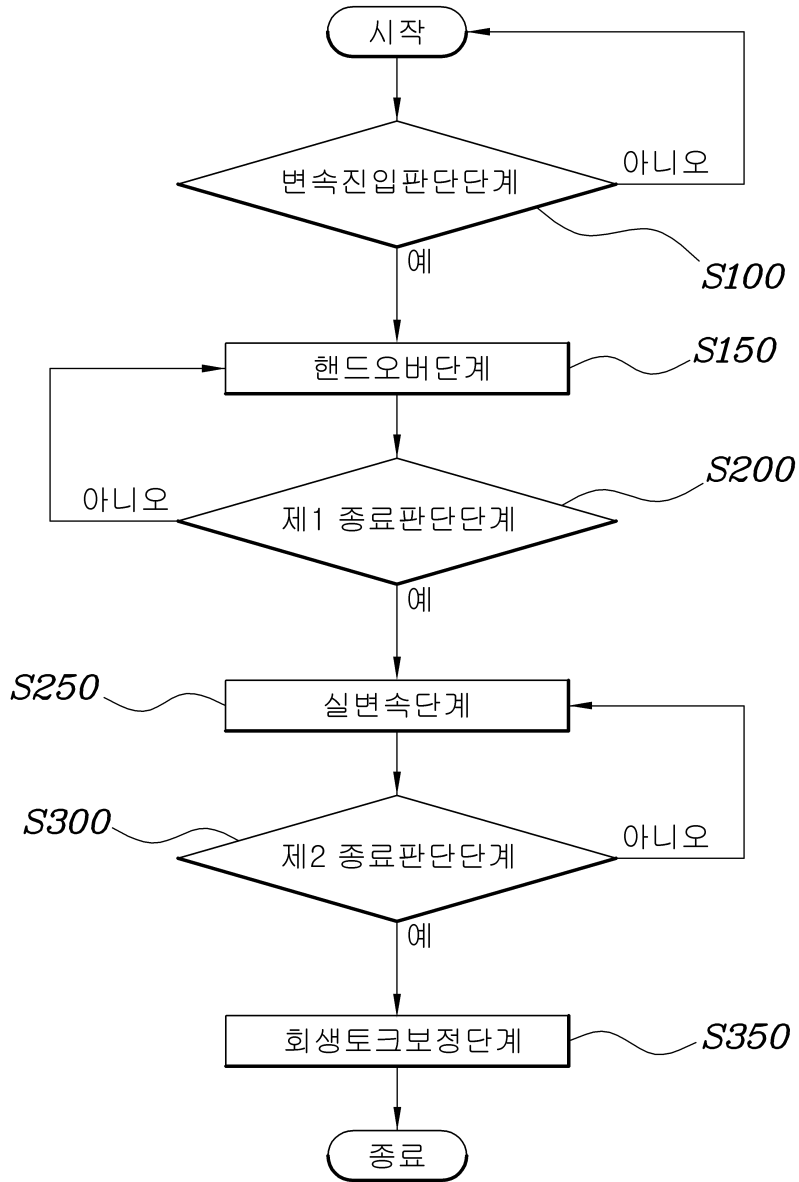 시작
변속진입판단단계
아니오
S100
예
핸드오버단계
S150
제1 종료판단단계
S200
아니오
예
실변속단계
S250
제2 종료판단단계
S300
아니오
예
회생토크보정단계
S350
종료